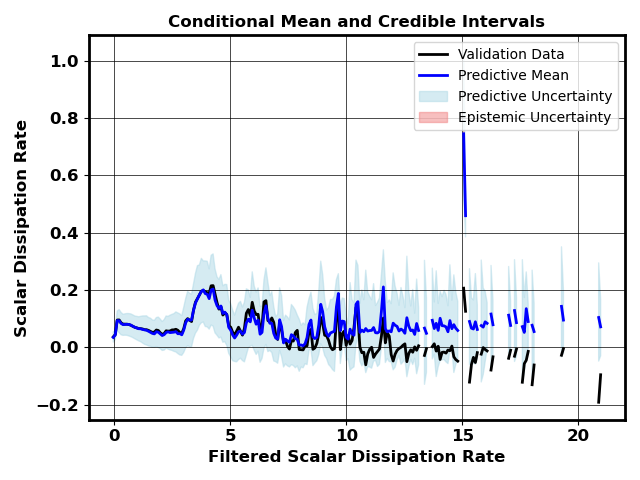 Conditional Mean and Credible Intervals
Validation Data
Predictive Mean
Predictive Uncertainty
Epistemic Uncertainty
Scalar Dissipation Rate
1.0
0.8
0.6
0.4
0.2
0.0
−0.2
0
5
10
15
20
Filtered Scalar Dissipation Rate